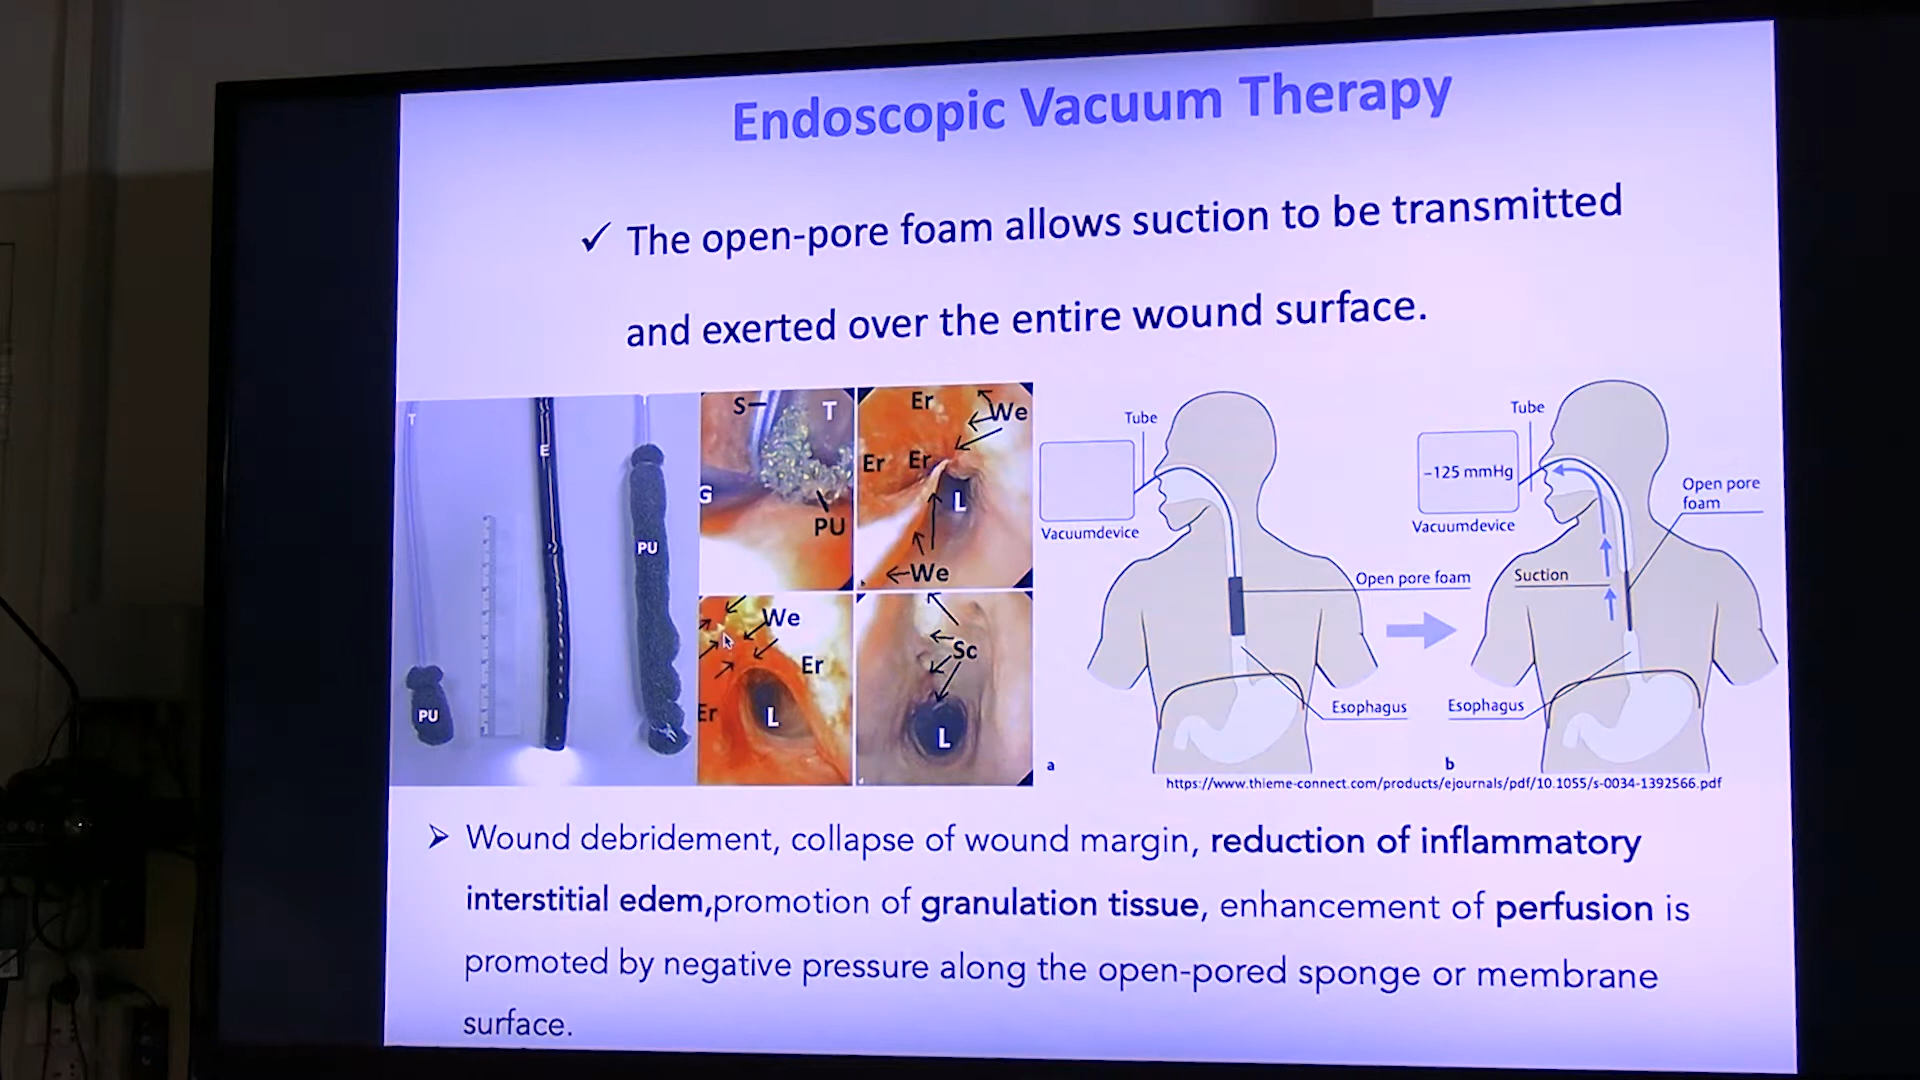 Endoscopic Vacuum Therapy
✓ The open-pore foam allows suction to be transmitted
and exerted over the entire wound surface.
T
E
PU
PU
S
T
G
PU
Er
We
Er
Er
L
We
We
Er
Er
L
Sc
L
Tube
Vacuumdevice
Open pore foam
Esophagus
a
Tube
-125 mmHg
Vacuumdevice
Open pore
foam
Suction
Esophagus
b
https://www.thieme-connect.com/products/ejournals/pdf/10.1055/s-0034-1392566.pdf
➢ Wound debridement, collapse of wound margin, reduction of inflammatory
interstitial edem,promotion of granulation tissue, enhancement of perfusion is
promoted by negative pressure along the open-pored sponge or membrane
surface.